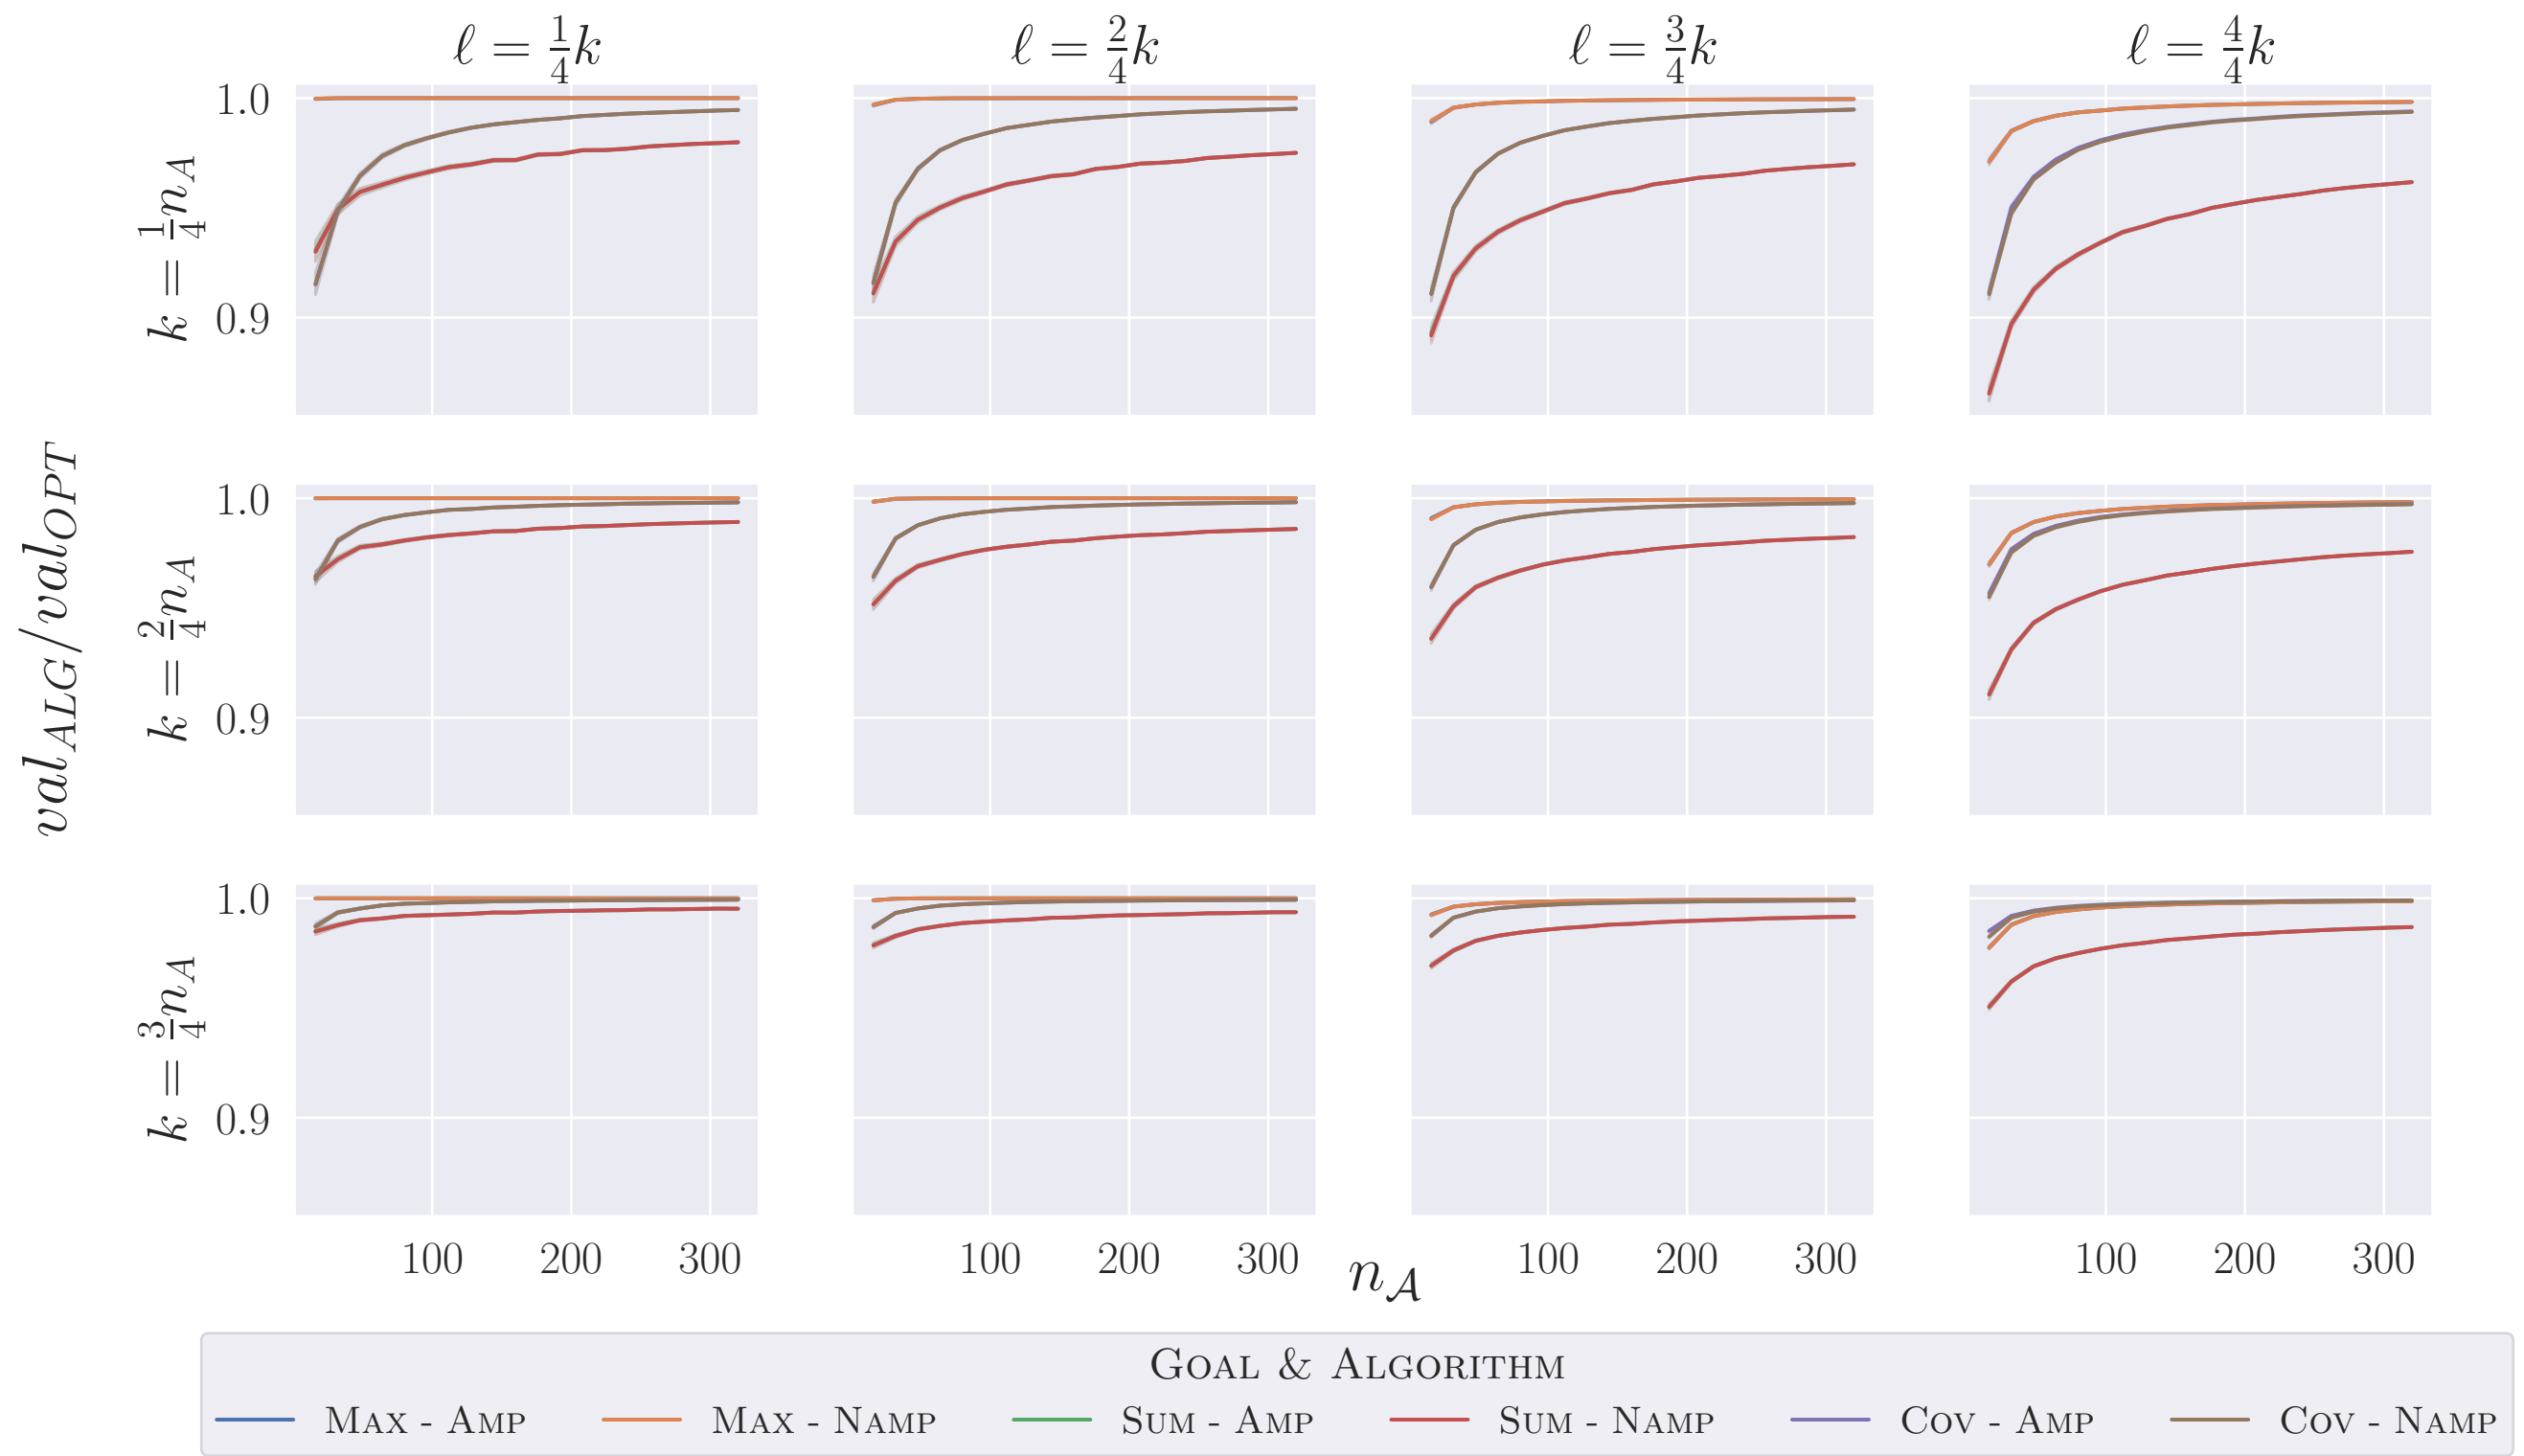 ℓ = 1/4 k ℓ = 2/4 k ℓ = 3/4 k ℓ = 4/4 k
val_ALG/val_OPT
k = 1/4 n_A
1.0
0.9
k = 2/4 n_A
1.0
0.9
k = 3/4 n_A
1.0
0.9
100 200 300 100 200 300 100 200 300 100 200 300
n_𝒜
GOAL & ALGORITHM
MAX - AMP MAX - NAMP SUM - AMP SUM - NAMP COV - AMP COV - NAMP